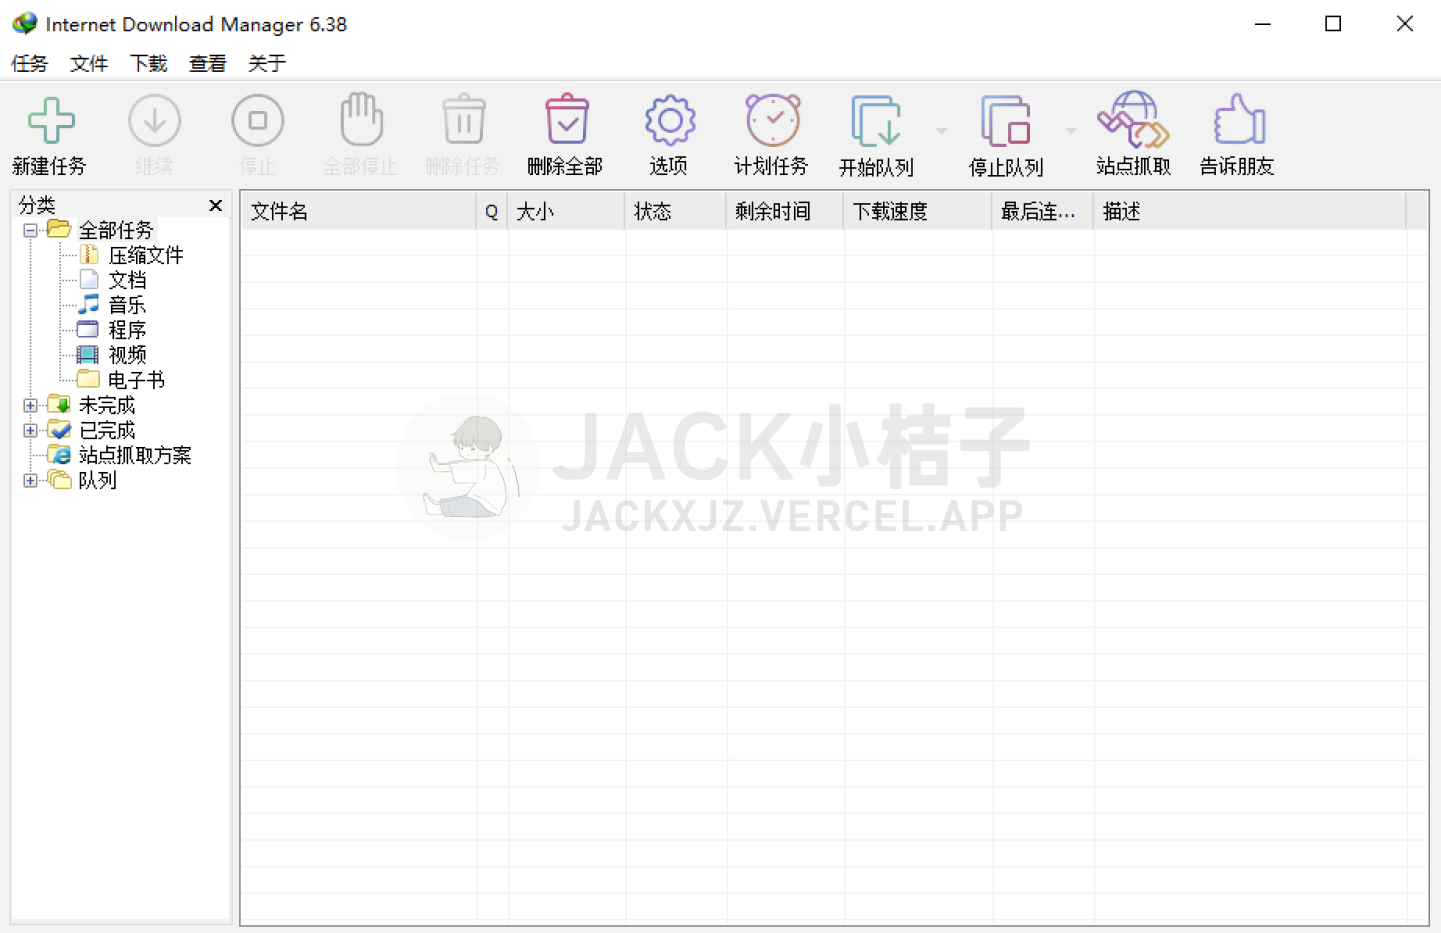 Internet Download Manager 6.38
任务 文件 下载 查看 关于
新建任务 继续 停止 全部停止 删除任务 删除全部 选项 计划任务 开始队列 停止队列 站点抓取 告诉朋友
分类
文件名 Q 大小 状态 剩余时间 下载速度 最后连... 描述
全部任务
压缩文件
文档
音乐
程序
视频
电子书
未完成
已完成
站点抓取方案
队列
JACK小桔子
JACKXJZ.VERCEL.APP